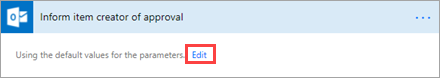 Inform item creator of approval
Using the default values for the parameters. Edit